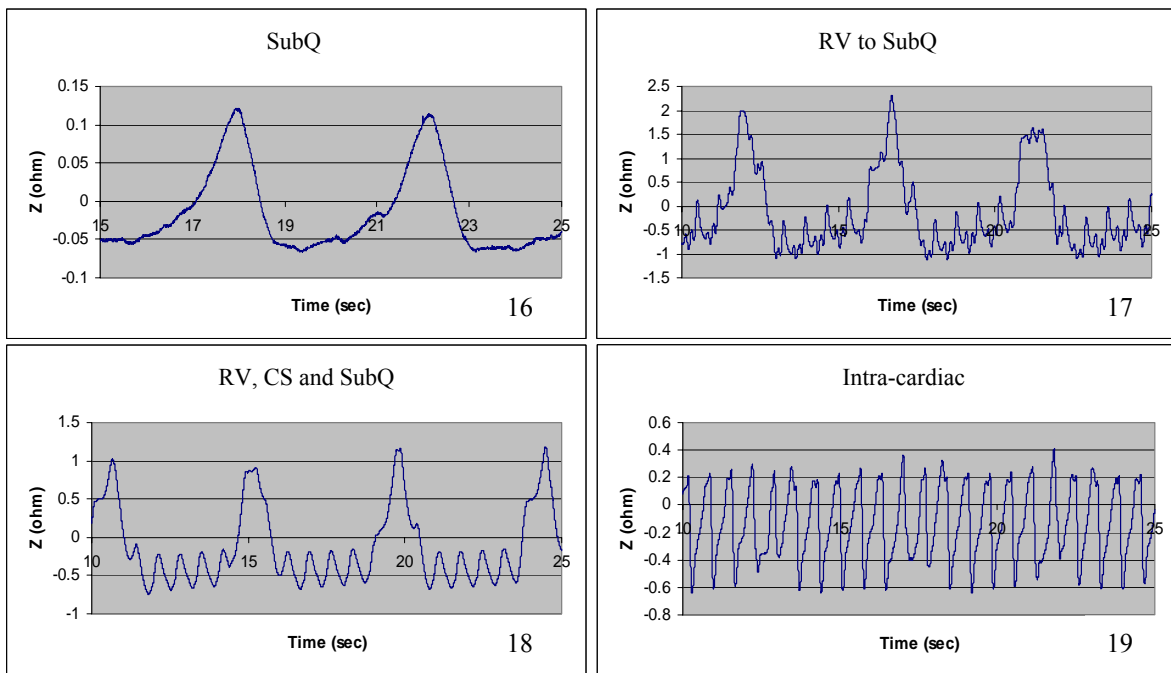 SubQ
0.15
0.1
0.05
0
-0.05
-0.1
Z (ohm)
15 17 19 21 23 25
Time (sec)
16
RV to SubQ
2.5
2
1.5
1
0.5
0
-0.5
-1
-1.5
Z (ohm)
10 15 20 25
Time (sec)
17
RV, CS and SubQ
1.5
1
0.5
0
-0.5
-1
Z (ohm)
10 15 20 25
Time (sec)
18
Intra-cardiac
0.6
0.4
0.2
0
-0.2
-0.4
-0.6
-0.8
Z (ohm)
10 15 20 25
Time (sec)
19